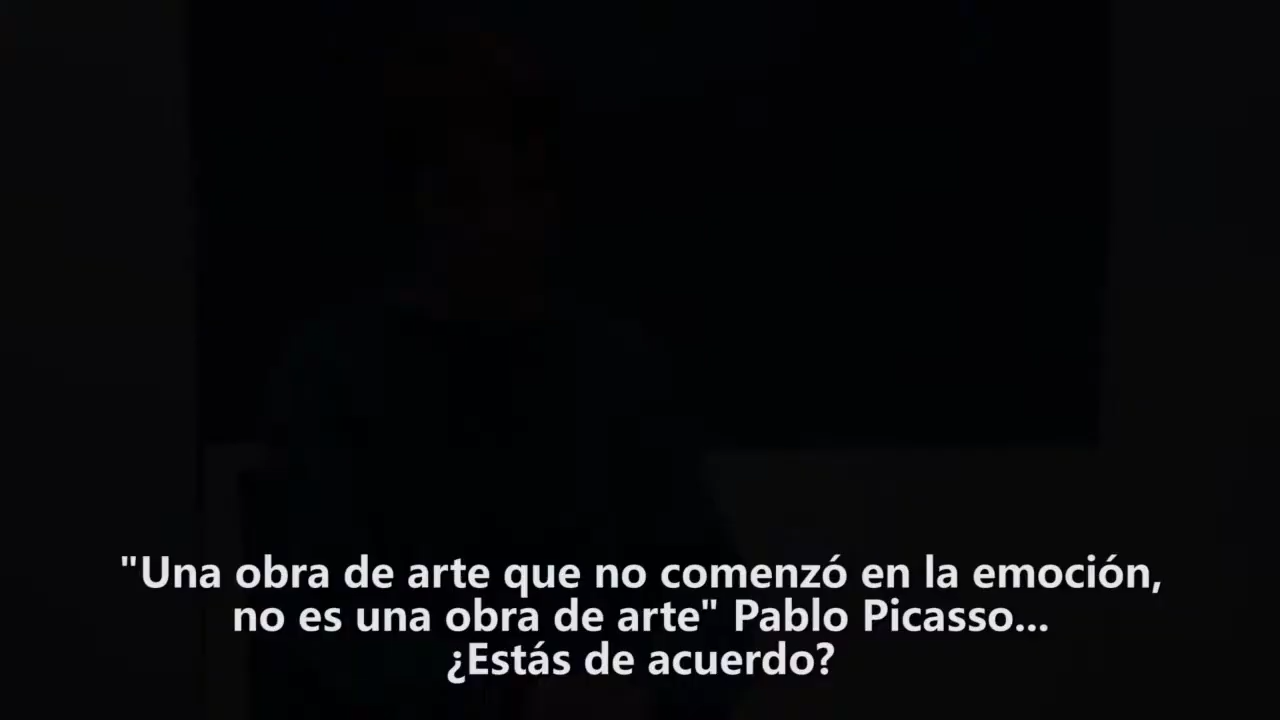 "Una obra de arte que no comenzó en la emoción,
no es una obra de arte" Pablo Picasso...
¿Estás de acuerdo?